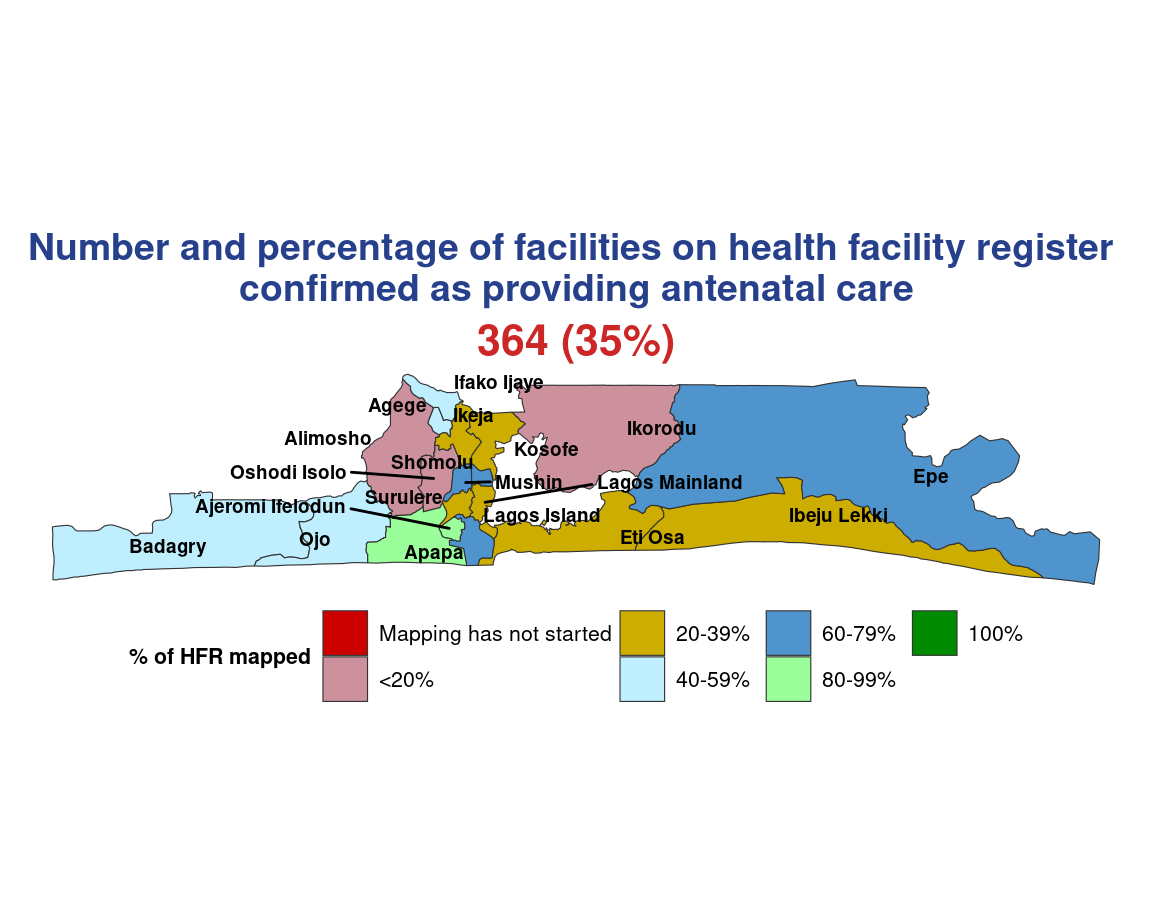 Number and percentage of facilities on health facility register
confirmed as providing antenatal care
364 (35%)
Ifako Ijaye
Agege
Ikeja
Alimosho
Ikorodu
Kosofe
Shomolu
Oshodi Isolo
Mushin
Lagos Mainland
Epe
Surulere
Ajeromi Ifelodun
Lagos Island
Ibeju Lekki
Badagry
Ojo
Eti Osa
Apapa
% of HFR mapped
Mapping has not started
<20%
20-39%
40-59%
60-79%
80-99%
100%